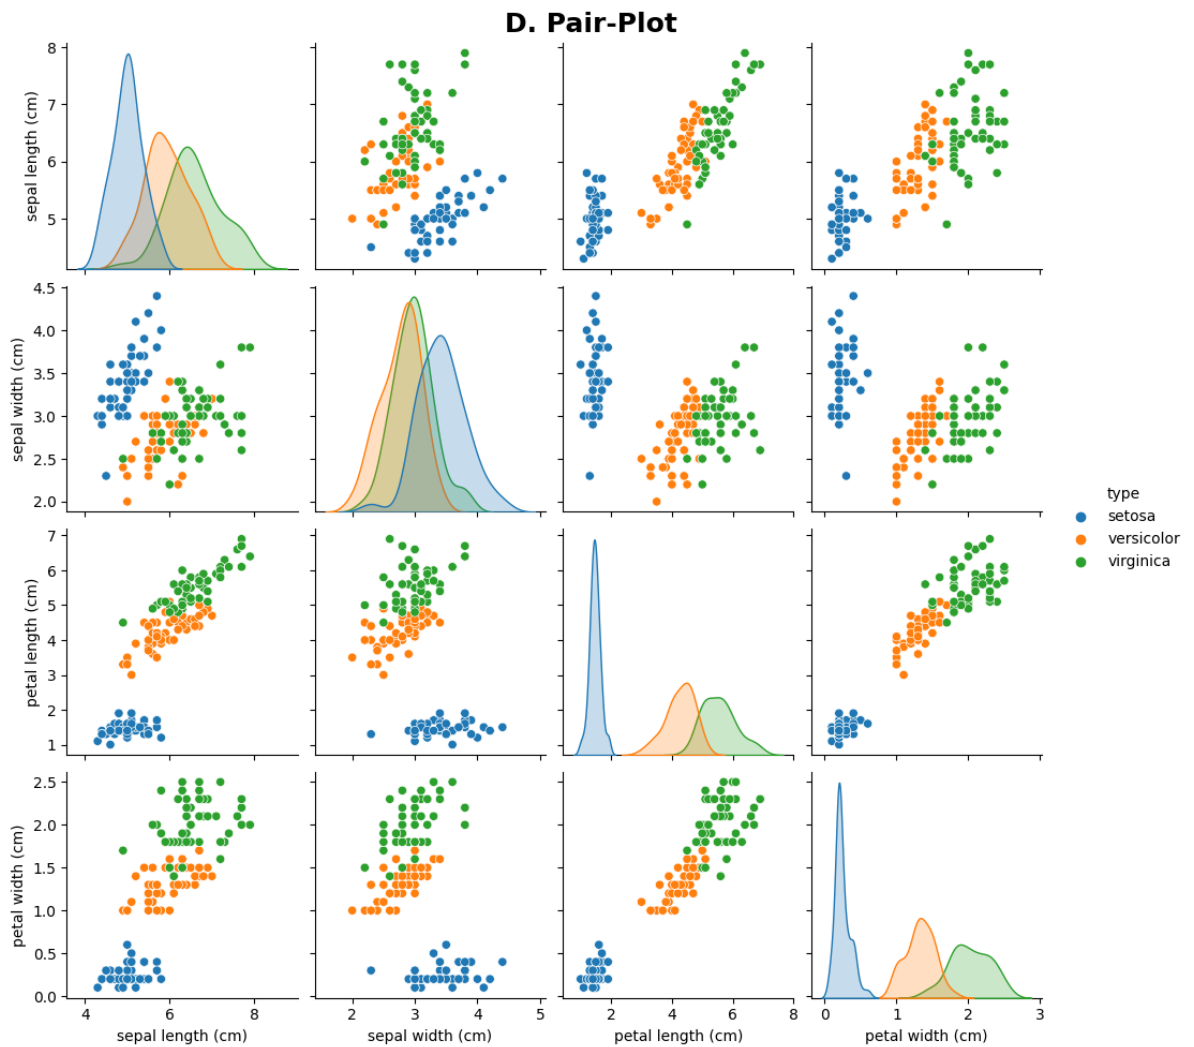 D. Pair-Plot
8
7
6
5
sepal length (cm)
4.5
4.0
3.5
3.0
2.5
2.0
sepal width (cm)
type
setosa
versicolor
virginica
7
6
5
4
3
2
1
petal length (cm)
2.5
2.0
1.5
1.0
0.5
0.0
petal width (cm)
4 6 8 2 3 4 5 2 4 6 8 0 1 2 3
sepal length (cm) sepal width (cm) petal length (cm) petal width (cm)